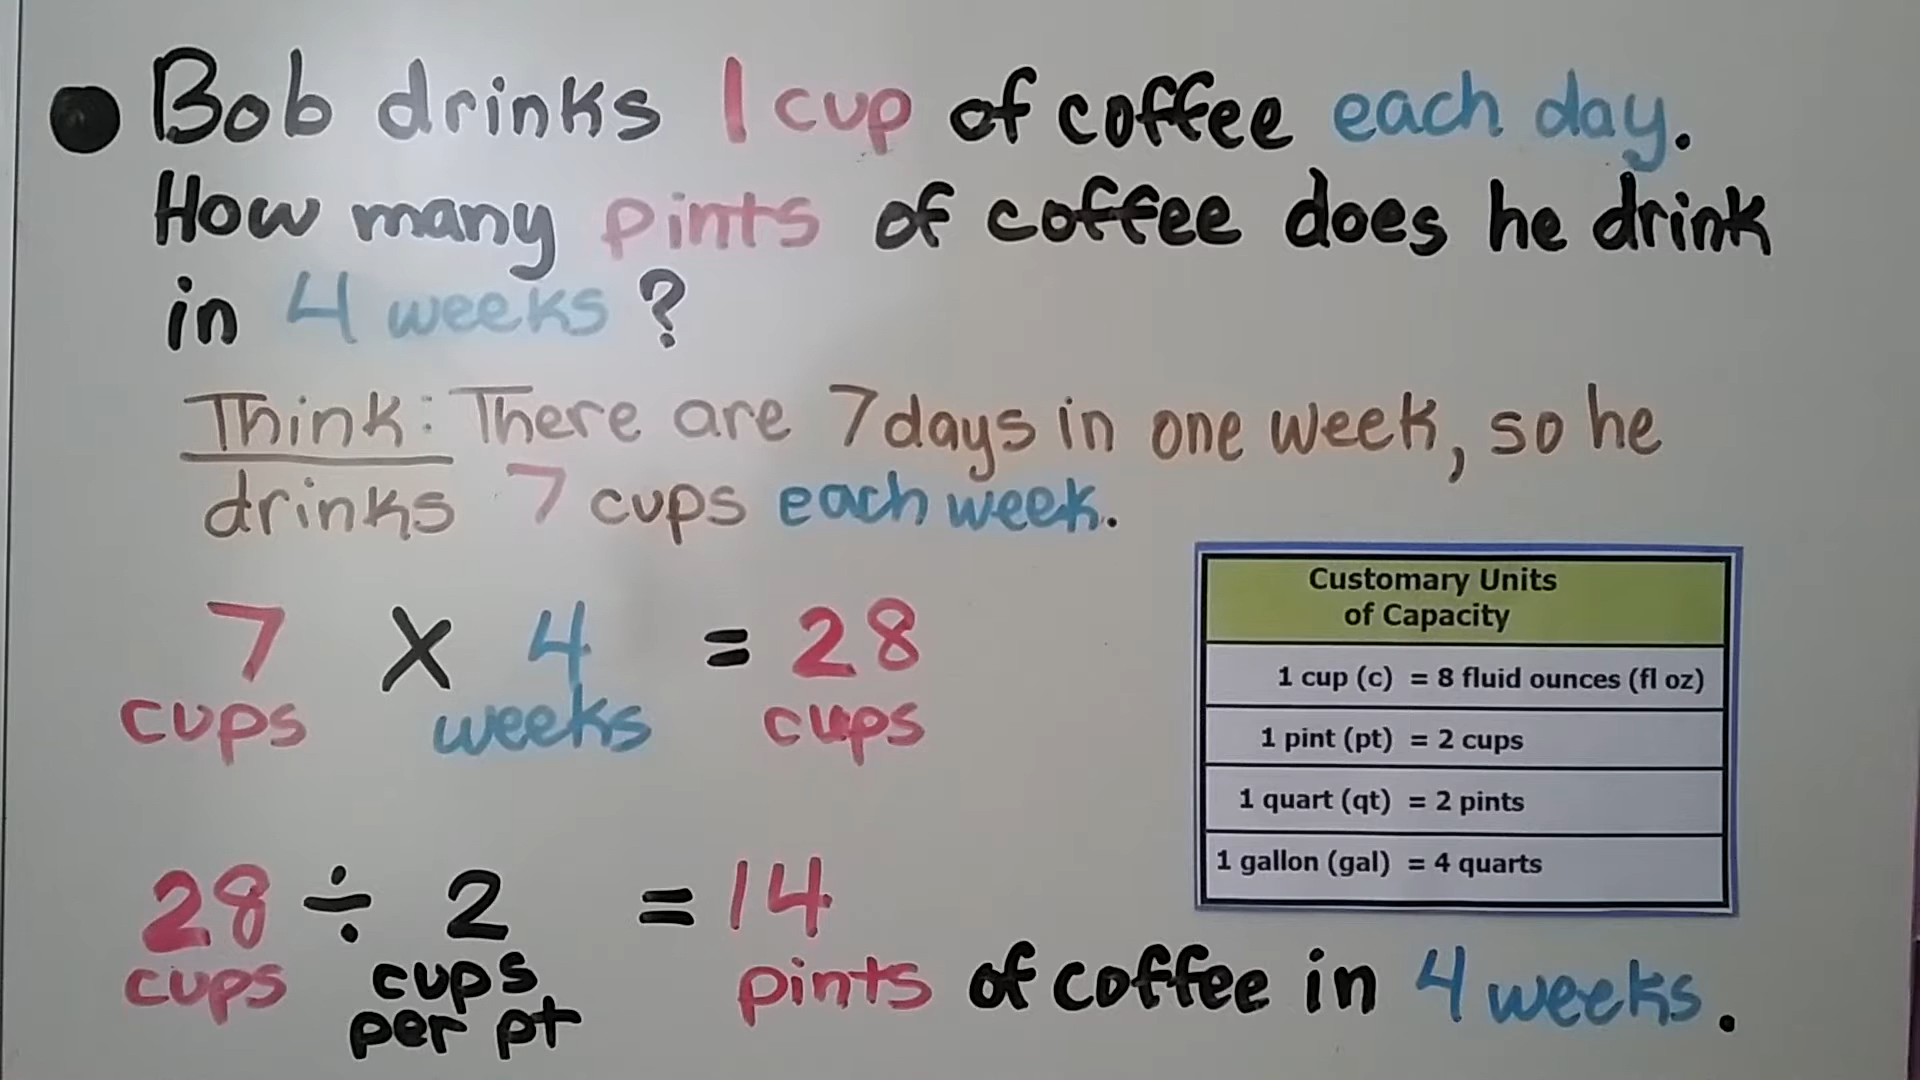 Bob drinks 1 cup of coffee each day.
How many pints of coffee does he drink
in 4 weeks?
Think: There are 7 days in one week, so he
drinks 7 cups each week.
7 X 4 = 28
cups weeks cups
28 ÷ 2 = 14
cups cups pints of coffee in 4 weeks.
per pt
Customary Units
of Capacity
1 cup (c) = 8 fluid ounces (fl oz)
1 pint (pt) = 2 cups
1 quart (qt) = 2 pints
1 gallon (gal) = 4 quarts